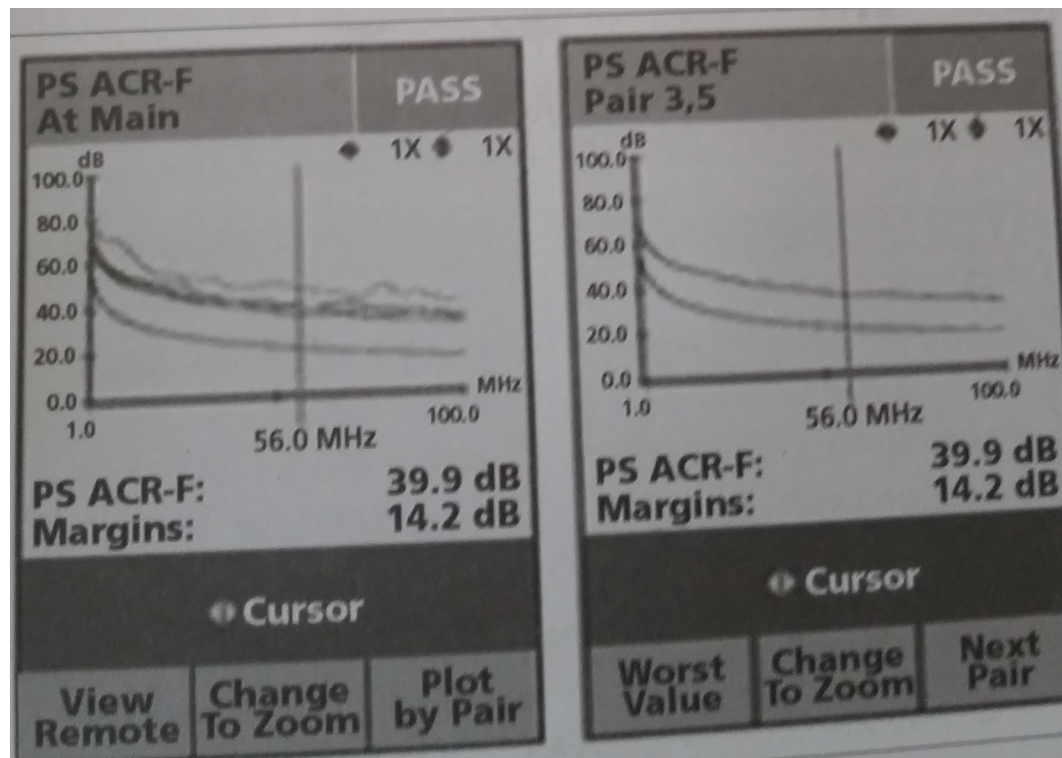 PS ACR-F
At Main
PASS
1X 1X
dB
100.0
80.0
60.0
40.0
20.0
0.0
MHz
1.0
100.0
56.0 MHz
PS ACR-F: 39.9 dB
Margins: 14.2 dB
Cursor
View Remote
Change To Zoom
Plot by Pair
PS ACR-F
Pair 3,5
PASS
1X 1X
dB
100.0
80.0
60.0
40.0
20.0
0.0
MHz
1.0
100.0
56.0 MHz
PS ACR-F: 39.9 dB
Margins: 14.2 dB
Cursor
Worst Value
Change To Zoom
Next Pair